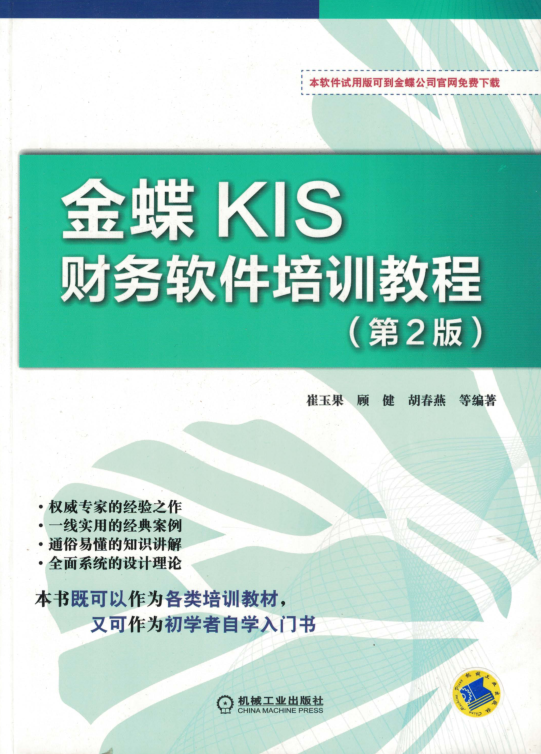 本软件试用版可到金蝶公司官网免费下载
金蝶 KIS
财务软件培训教程
(第2版)
崔玉果 顾 健 胡春燕 等编著
·权威专家的经验之作
·一线实用的经典案例
·通俗易懂的知识讲解
·全面系统的设计理论
本书既可以作为各类培训教材,
又可作为初学者自学入门书
机械工业出版社
CHINA MACHINE PRESS